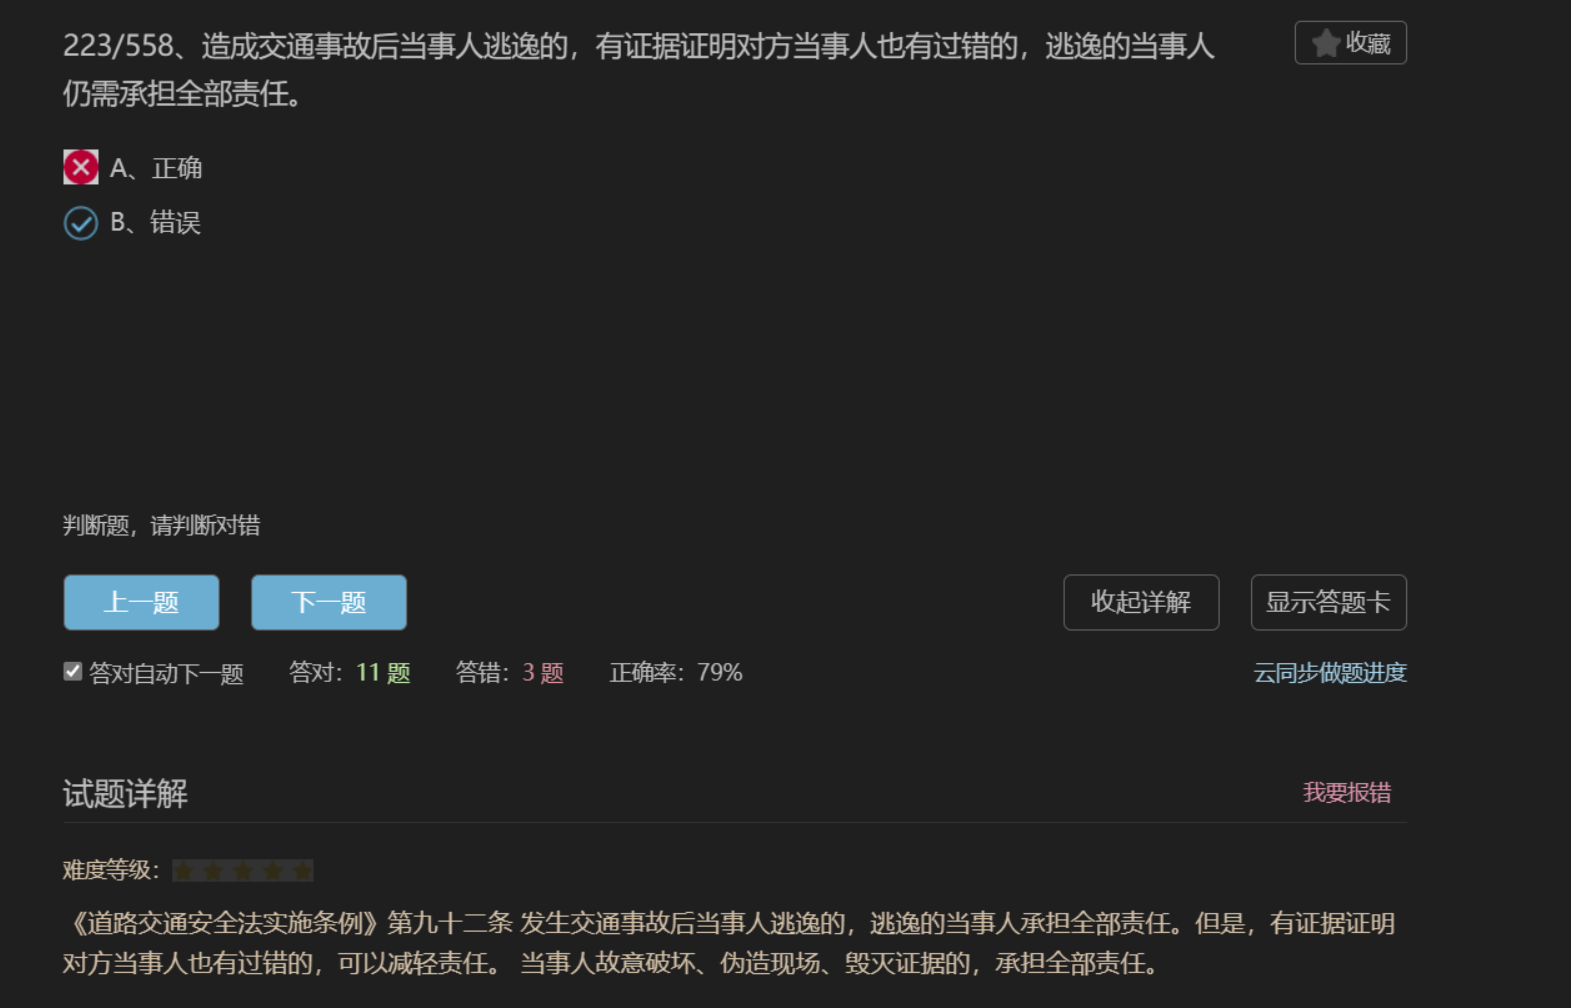 223/558、造成交通事故后当事人逃逸的，有证据证明对方当事人也有过错的，逃逸的当事人
仍需承担全部责任。
收藏
A、正确
B、错误
判断题，请判断对错
上一题
下一题
收起详解
显示答题卡
答对自动下一题 答对：11 题 答错：3 题 正确率：79%
云同步做题进度
试题详解
我要报错
难度等级：
《道路交通安全法实施条例》第九十二条 发生交通事故后当事人逃逸的，逃逸的当事人承担全部责任。但是，有证据证明
对方当事人也有过错的，可以减轻责任。 当事人故意破坏、伪造现场、毁灭证据的，承担全部责任。